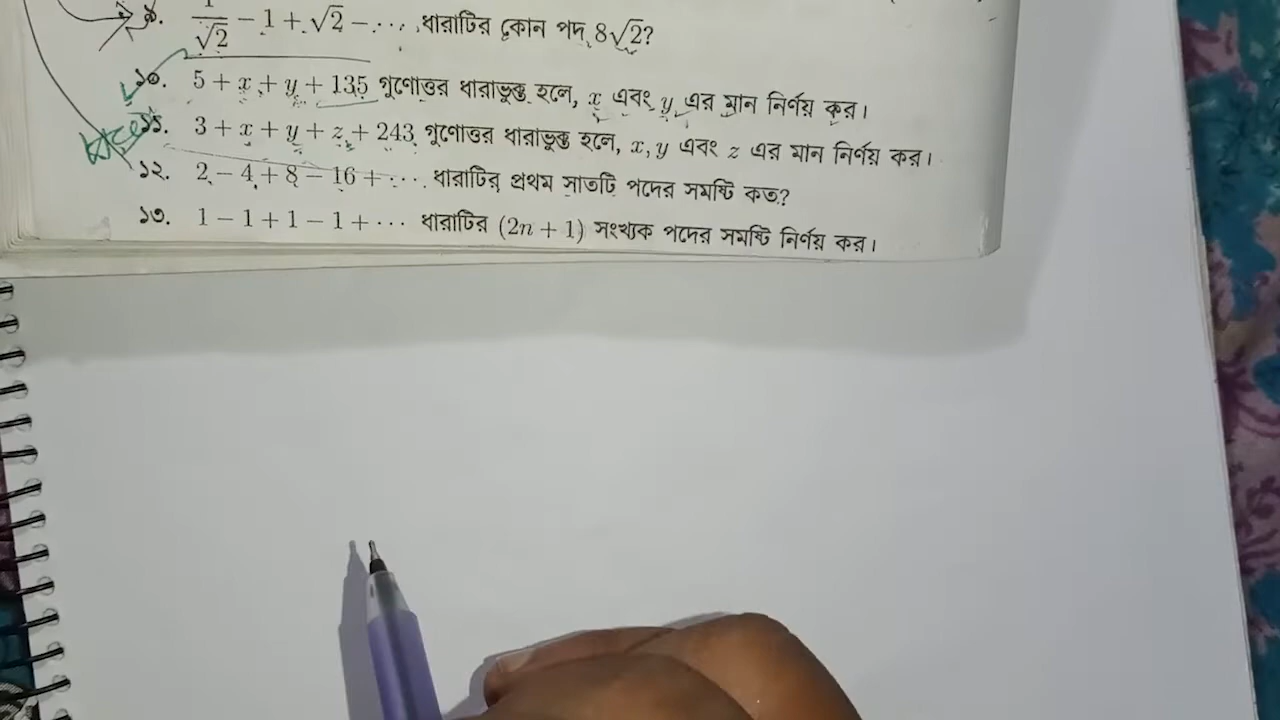 ৯. 1/√2 − 1 + √2 − ⋯ ধারাটির কোন পদ 8√2?
১০. 5 + x + y + 135 গুণোত্তর ধারাভুক্ত হলে, x এবং y এর মান নির্ণয় কর।
১১. 3 + x + y + z + 243 গুণোত্তর ধারাভুক্ত হলে, x, y এবং z এর মান নির্ণয় কর।
১২. 2 − 4 + 8 − 16 + ⋯ ধারাটির প্রথম সাতটি পদের সমষ্টি কত?
১৩. 1 − 1 + 1 − 1 + ⋯ ধারাটির (2n + 1) সংখ্যক পদের সমষ্টি নির্ণয় কর।